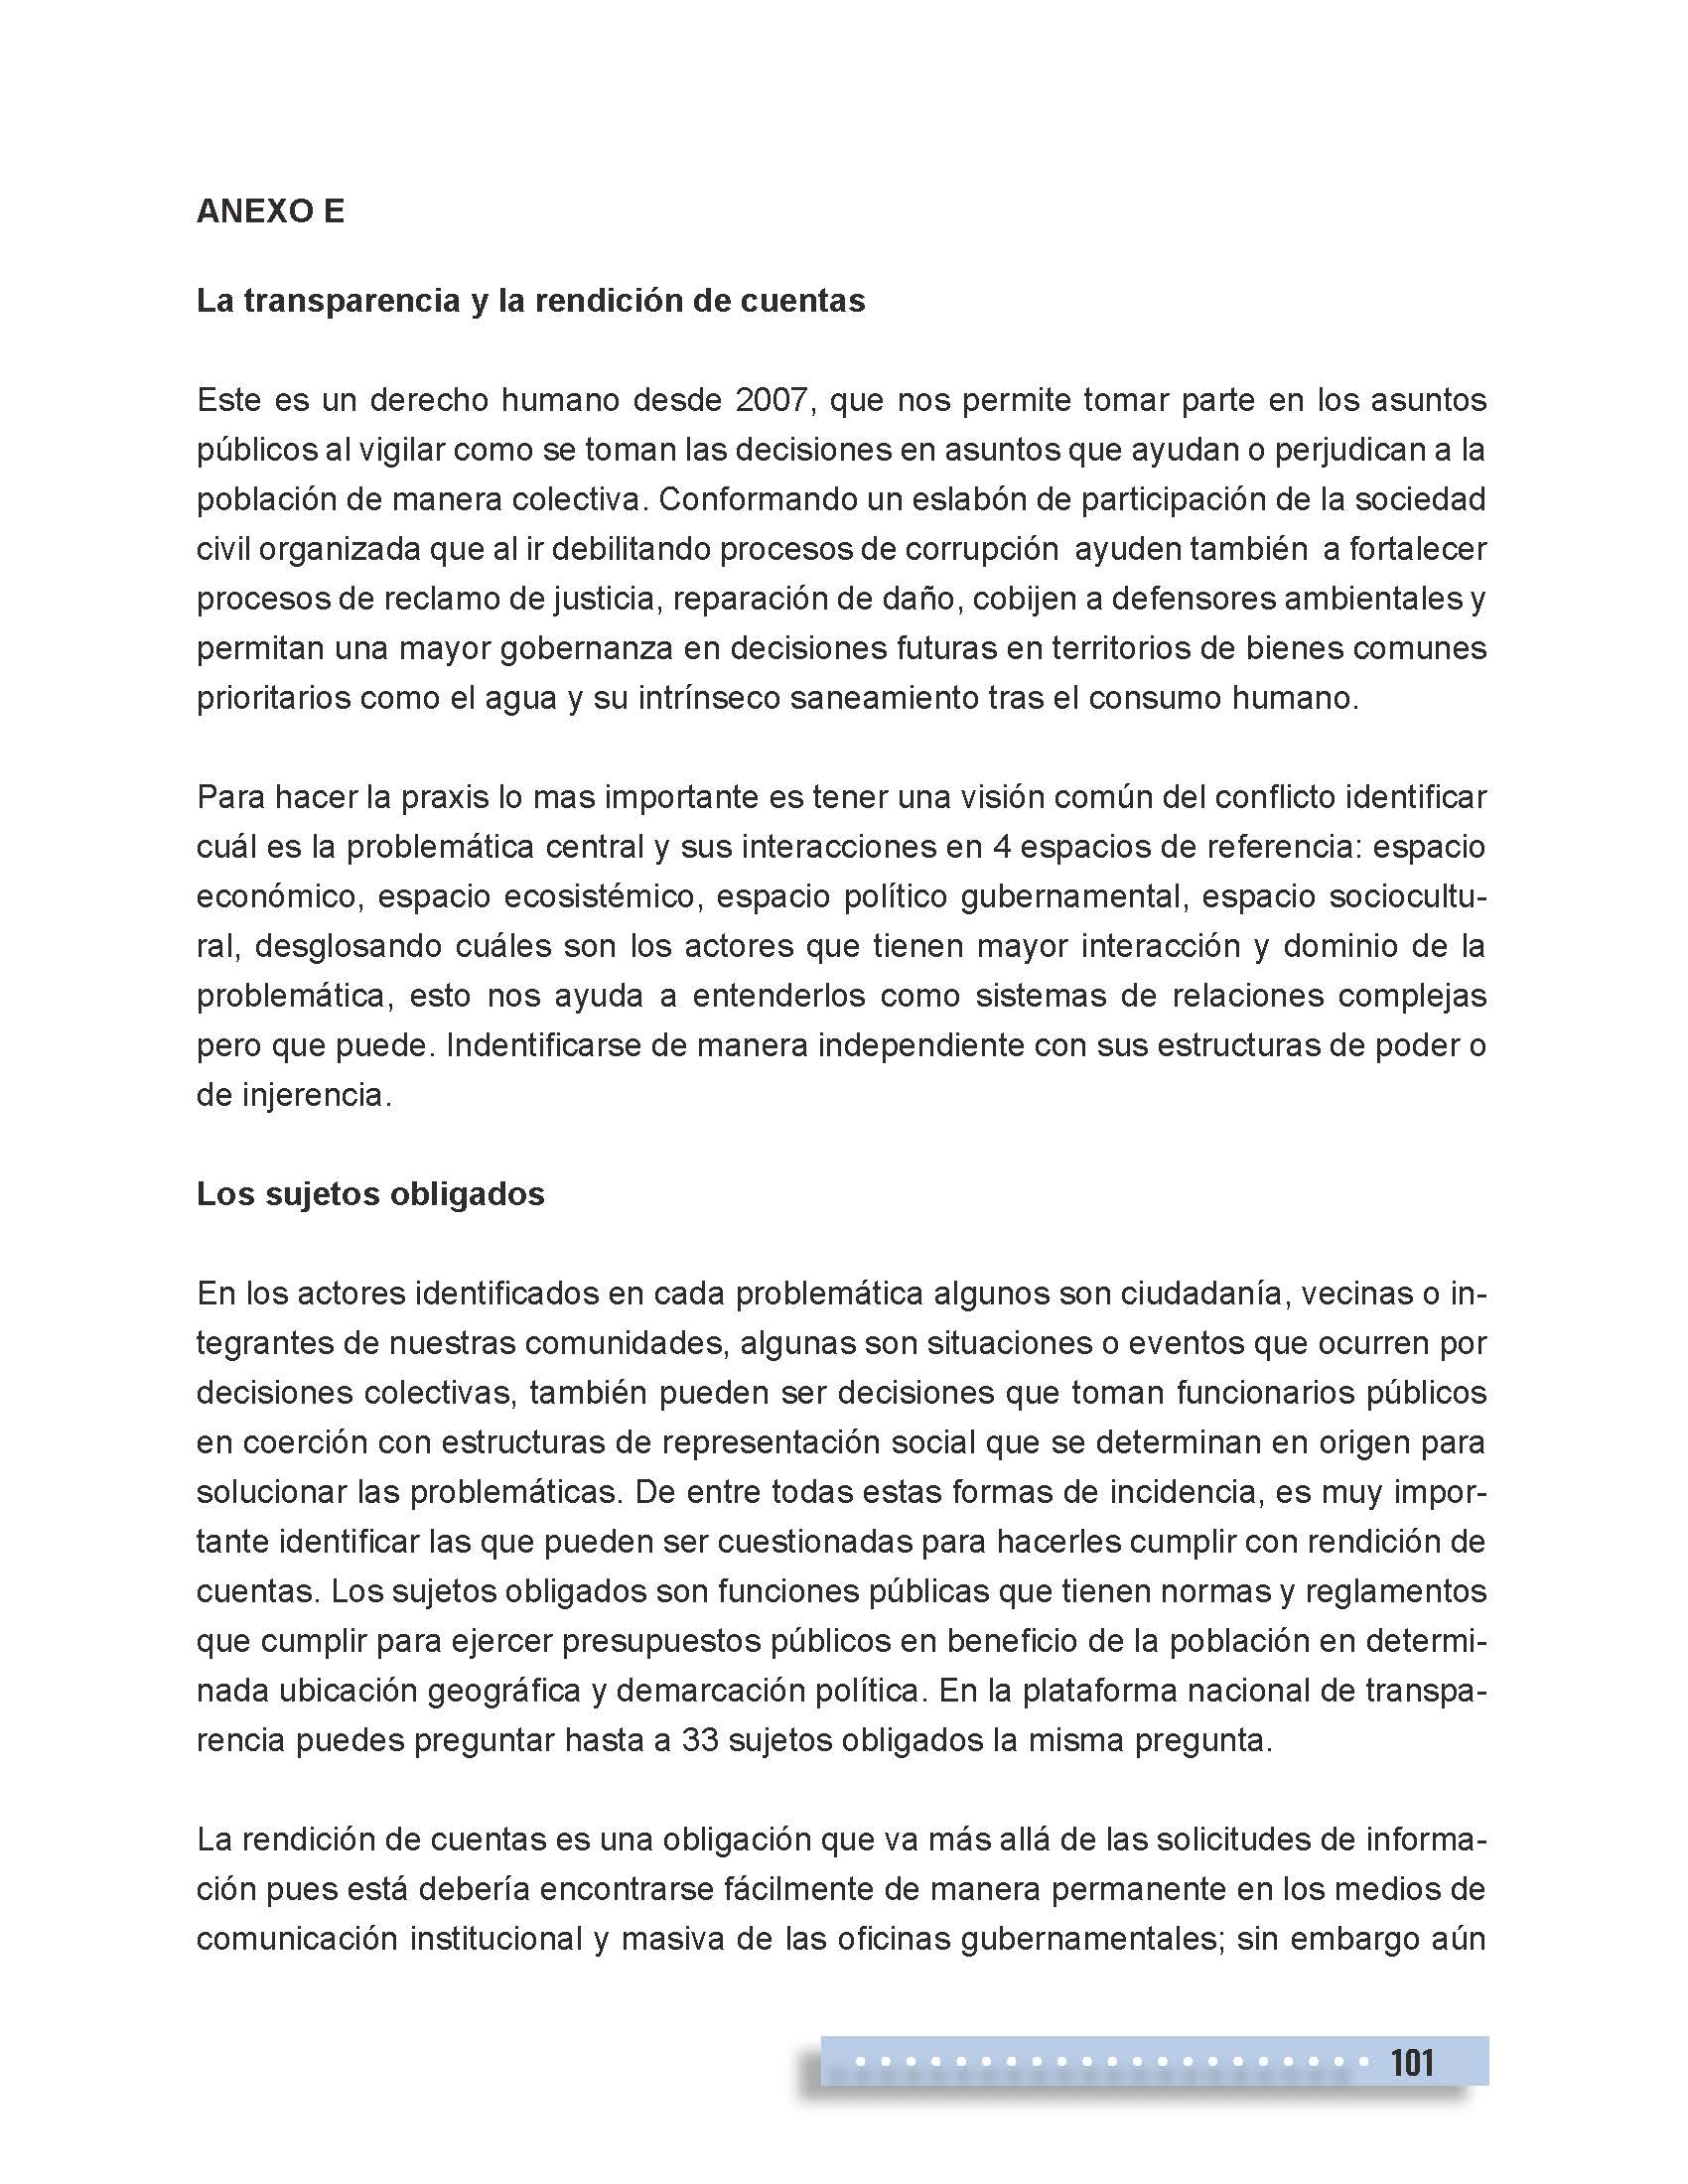 ANEXO E
La transparencia y la rendición de cuentas
Este es un derecho humano desde 2007, que nos permite tomar parte en los asuntos
públicos al vigilar como se toman las decisiones en asuntos que ayudan o perjudican a la
población de manera colectiva. Conformando un eslabón de participación de la sociedad
civil organizada que al ir debilitando procesos de corrupción  ayuden también  a fortalecer
procesos de reclamo de justicia, reparación de daño, cobijen a defensores ambientales y
permitan una mayor gobernanza en decisiones futuras en territorios de bienes comunes
prioritarios como el agua y su intrínseco saneamiento tras el consumo humano.
Para hacer la praxis lo mas importante es tener una visión común del conflicto identificar
cuál es la problemática central y sus interacciones en 4 espacios de referencia: espacio
económico, espacio ecosistémico, espacio político gubernamental, espacio sociocultu-
ral, desglosando cuáles son los actores que tienen mayor interacción y dominio de la
problemática, esto nos ayuda a entenderlos como sistemas de relaciones complejas
pero que puede. Indentificarse de manera independiente con sus estructuras de poder o
de injerencia.
Los sujetos obligados
En los actores identificados en cada problemática algunos son ciudadanía, vecinas o in-
tegrantes de nuestras comunidades, algunas son situaciones o eventos que ocurren por
decisiones colectivas, también pueden ser decisiones que toman funcionarios públicos
en coerción con estructuras de representación social que se determinan en origen para
solucionar las problemáticas. De entre todas estas formas de incidencia, es muy impor-
tante identificar las que pueden ser cuestionadas para hacerles cumplir con rendición de
cuentas. Los sujetos obligados son funciones públicas que tienen normas y reglamentos
que cumplir para ejercer presupuestos públicos en beneficio de la población en determi-
nada ubicación geográfica y demarcación política. En la plataforma nacional de transpa-
rencia puedes preguntar hasta a 33 sujetos obligados la misma pregunta.
La rendición de cuentas es una obligación que va más allá de las solicitudes de informa-
ción pues está debería encontrarse fácilmente de manera permanente en los medios de
comunicación institucional y masiva de las oficinas gubernamentales; sin embargo aún
101